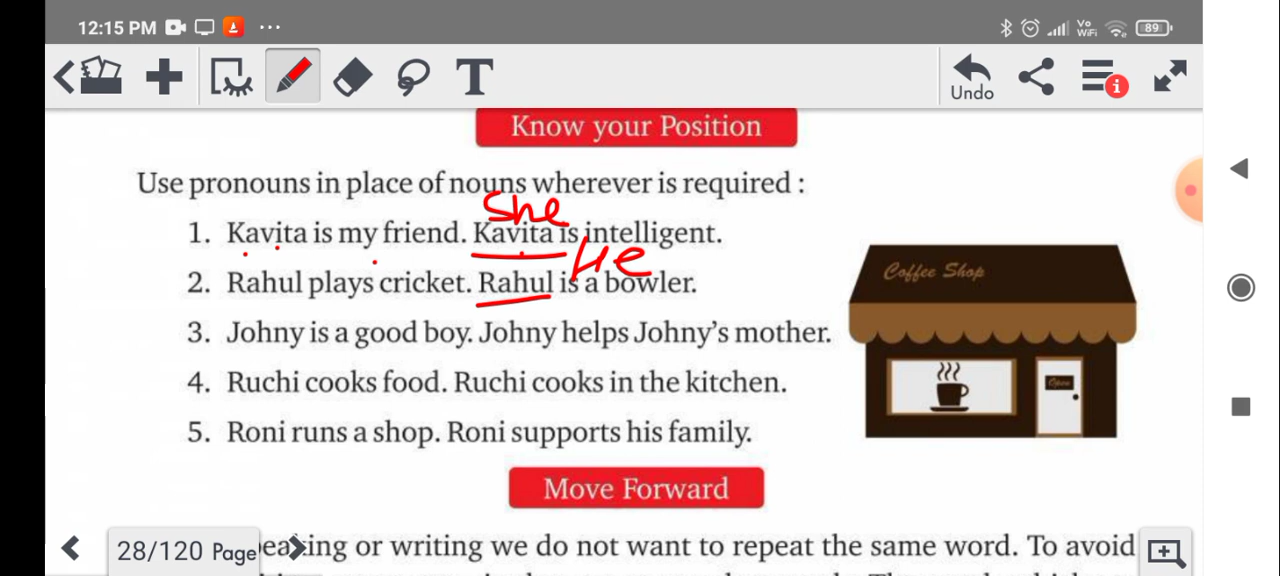 12:15 PM ... Vo WiFi 89
T Undo i
Know your Position
Use pronouns in place of nouns wherever is required :
She
1. Kavita is my friend. Kavita is intelligent.
He
2. Rahul plays cricket. Rahul is a bowler.
3. Johny is a good boy. Johny helps Johny's mother.
4. Ruchi cooks food. Ruchi cooks in the kitchen.
5. Roni runs a shop. Roni supports his family.
Coffee Shop
Open
Move Forward
28/120 Page
eaking or writing we do not want to repeat the same word. To avoid